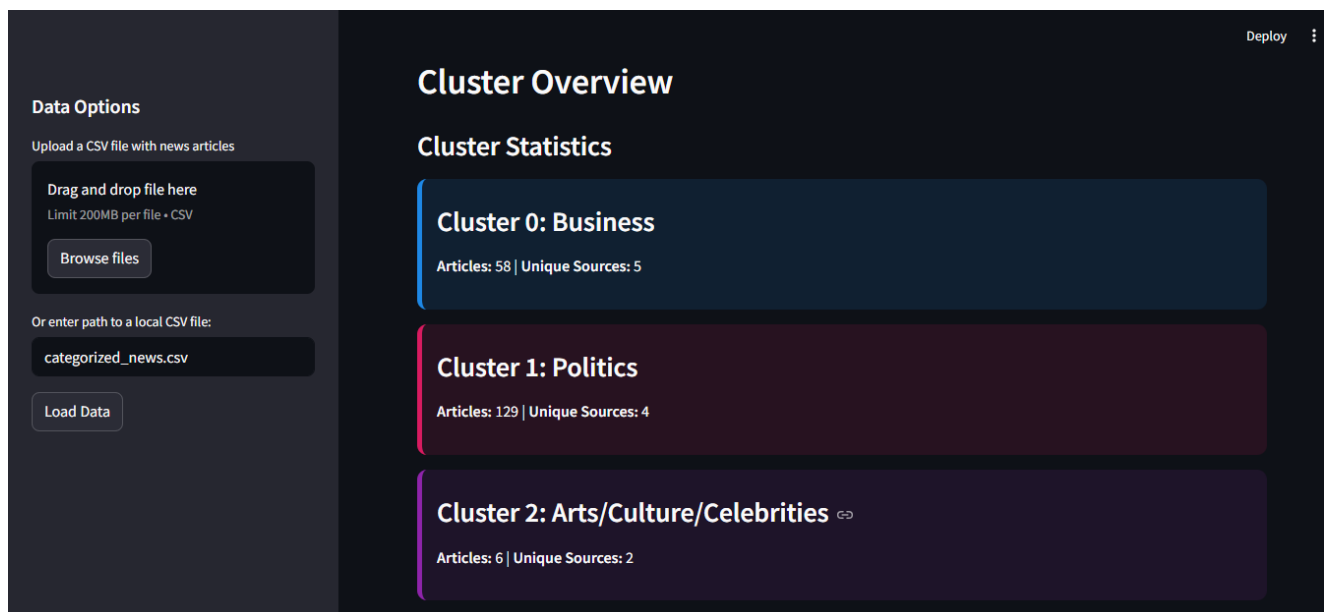 Deploy
Data Options
Upload a CSV file with news articles
Drag and drop file here
Limit 200MB per file • CSV
Browse files
Or enter path to a local CSV file:
categorized_news.csv
Load Data
Cluster Overview
Cluster Statistics
Cluster 0: Business
Articles: 58 | Unique Sources: 5
Cluster 1: Politics
Articles: 129 | Unique Sources: 4
Cluster 2: Arts/Culture/Celebrities
Articles: 6 | Unique Sources: 2